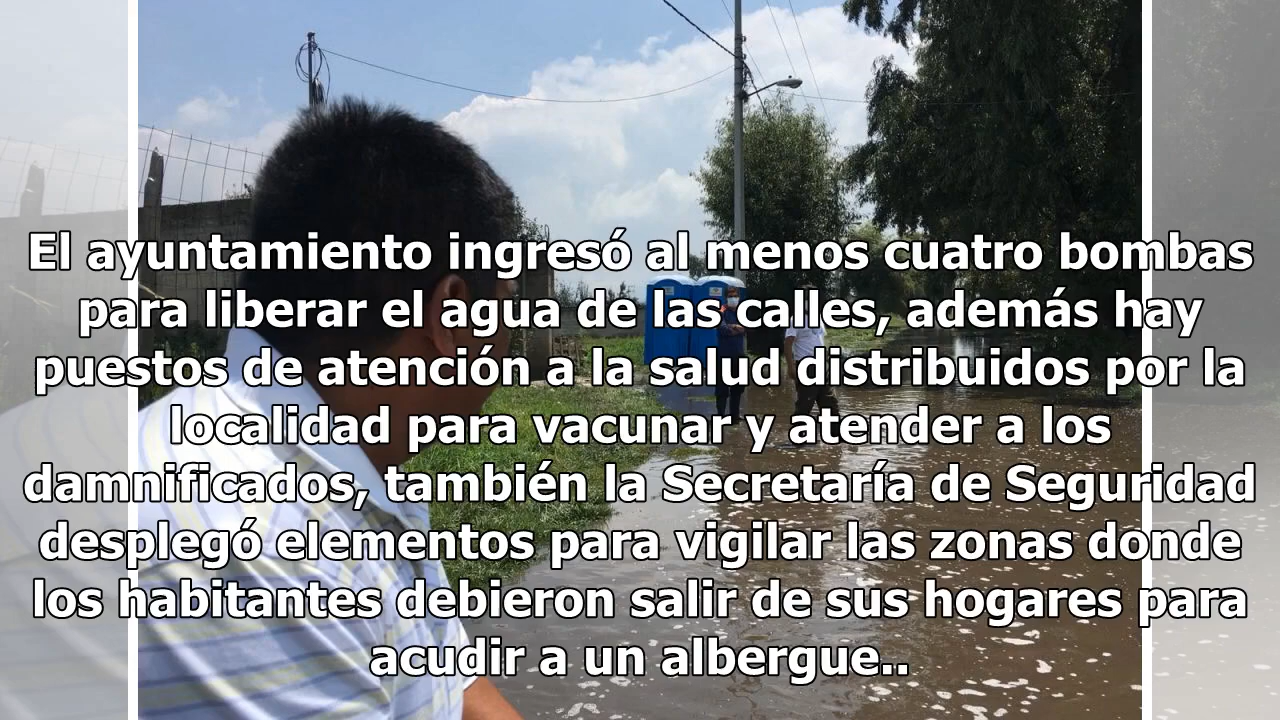 El ayuntamiento ingresó al menos cuatro bombas
para liberar el agua de las calles, además hay
puestos de atención a la salud distribuidos por la
localidad para vacunar y atender a los
damnificados, también la Secretaría de Seguridad
desplegó elementos para vigilar las zonas donde
los habitantes debieron salir de sus hogares para
acudir a un albergue..